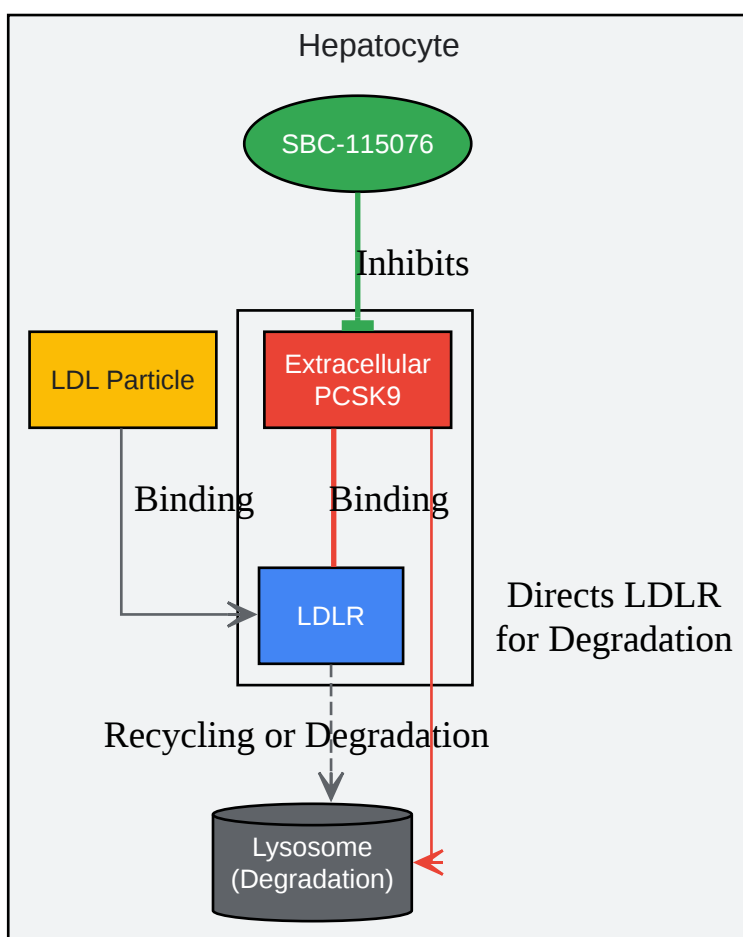 Hepatocyte
SBC-115076
Inhibits
LDL Particle
Extracellular
PCSK9
Binding
Binding
LDLR
Directs LDLR
for Degradation
Recycling or Degradation
Lysosome
(Degradation)